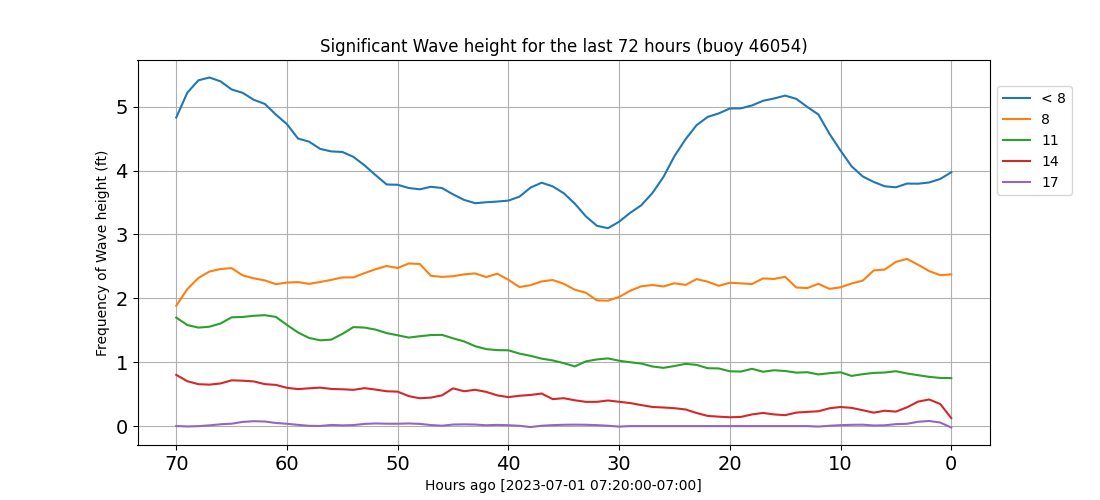 Significant Wave height for the last 72 hours (buoy 46054)
Frequency of Wave height (ft)
5
4
3
2
1
0
70 60 50 40 30 20 10 0
Hours ago [2023-07-01 07:20:00-07:00]
< 8
8
11
14
17